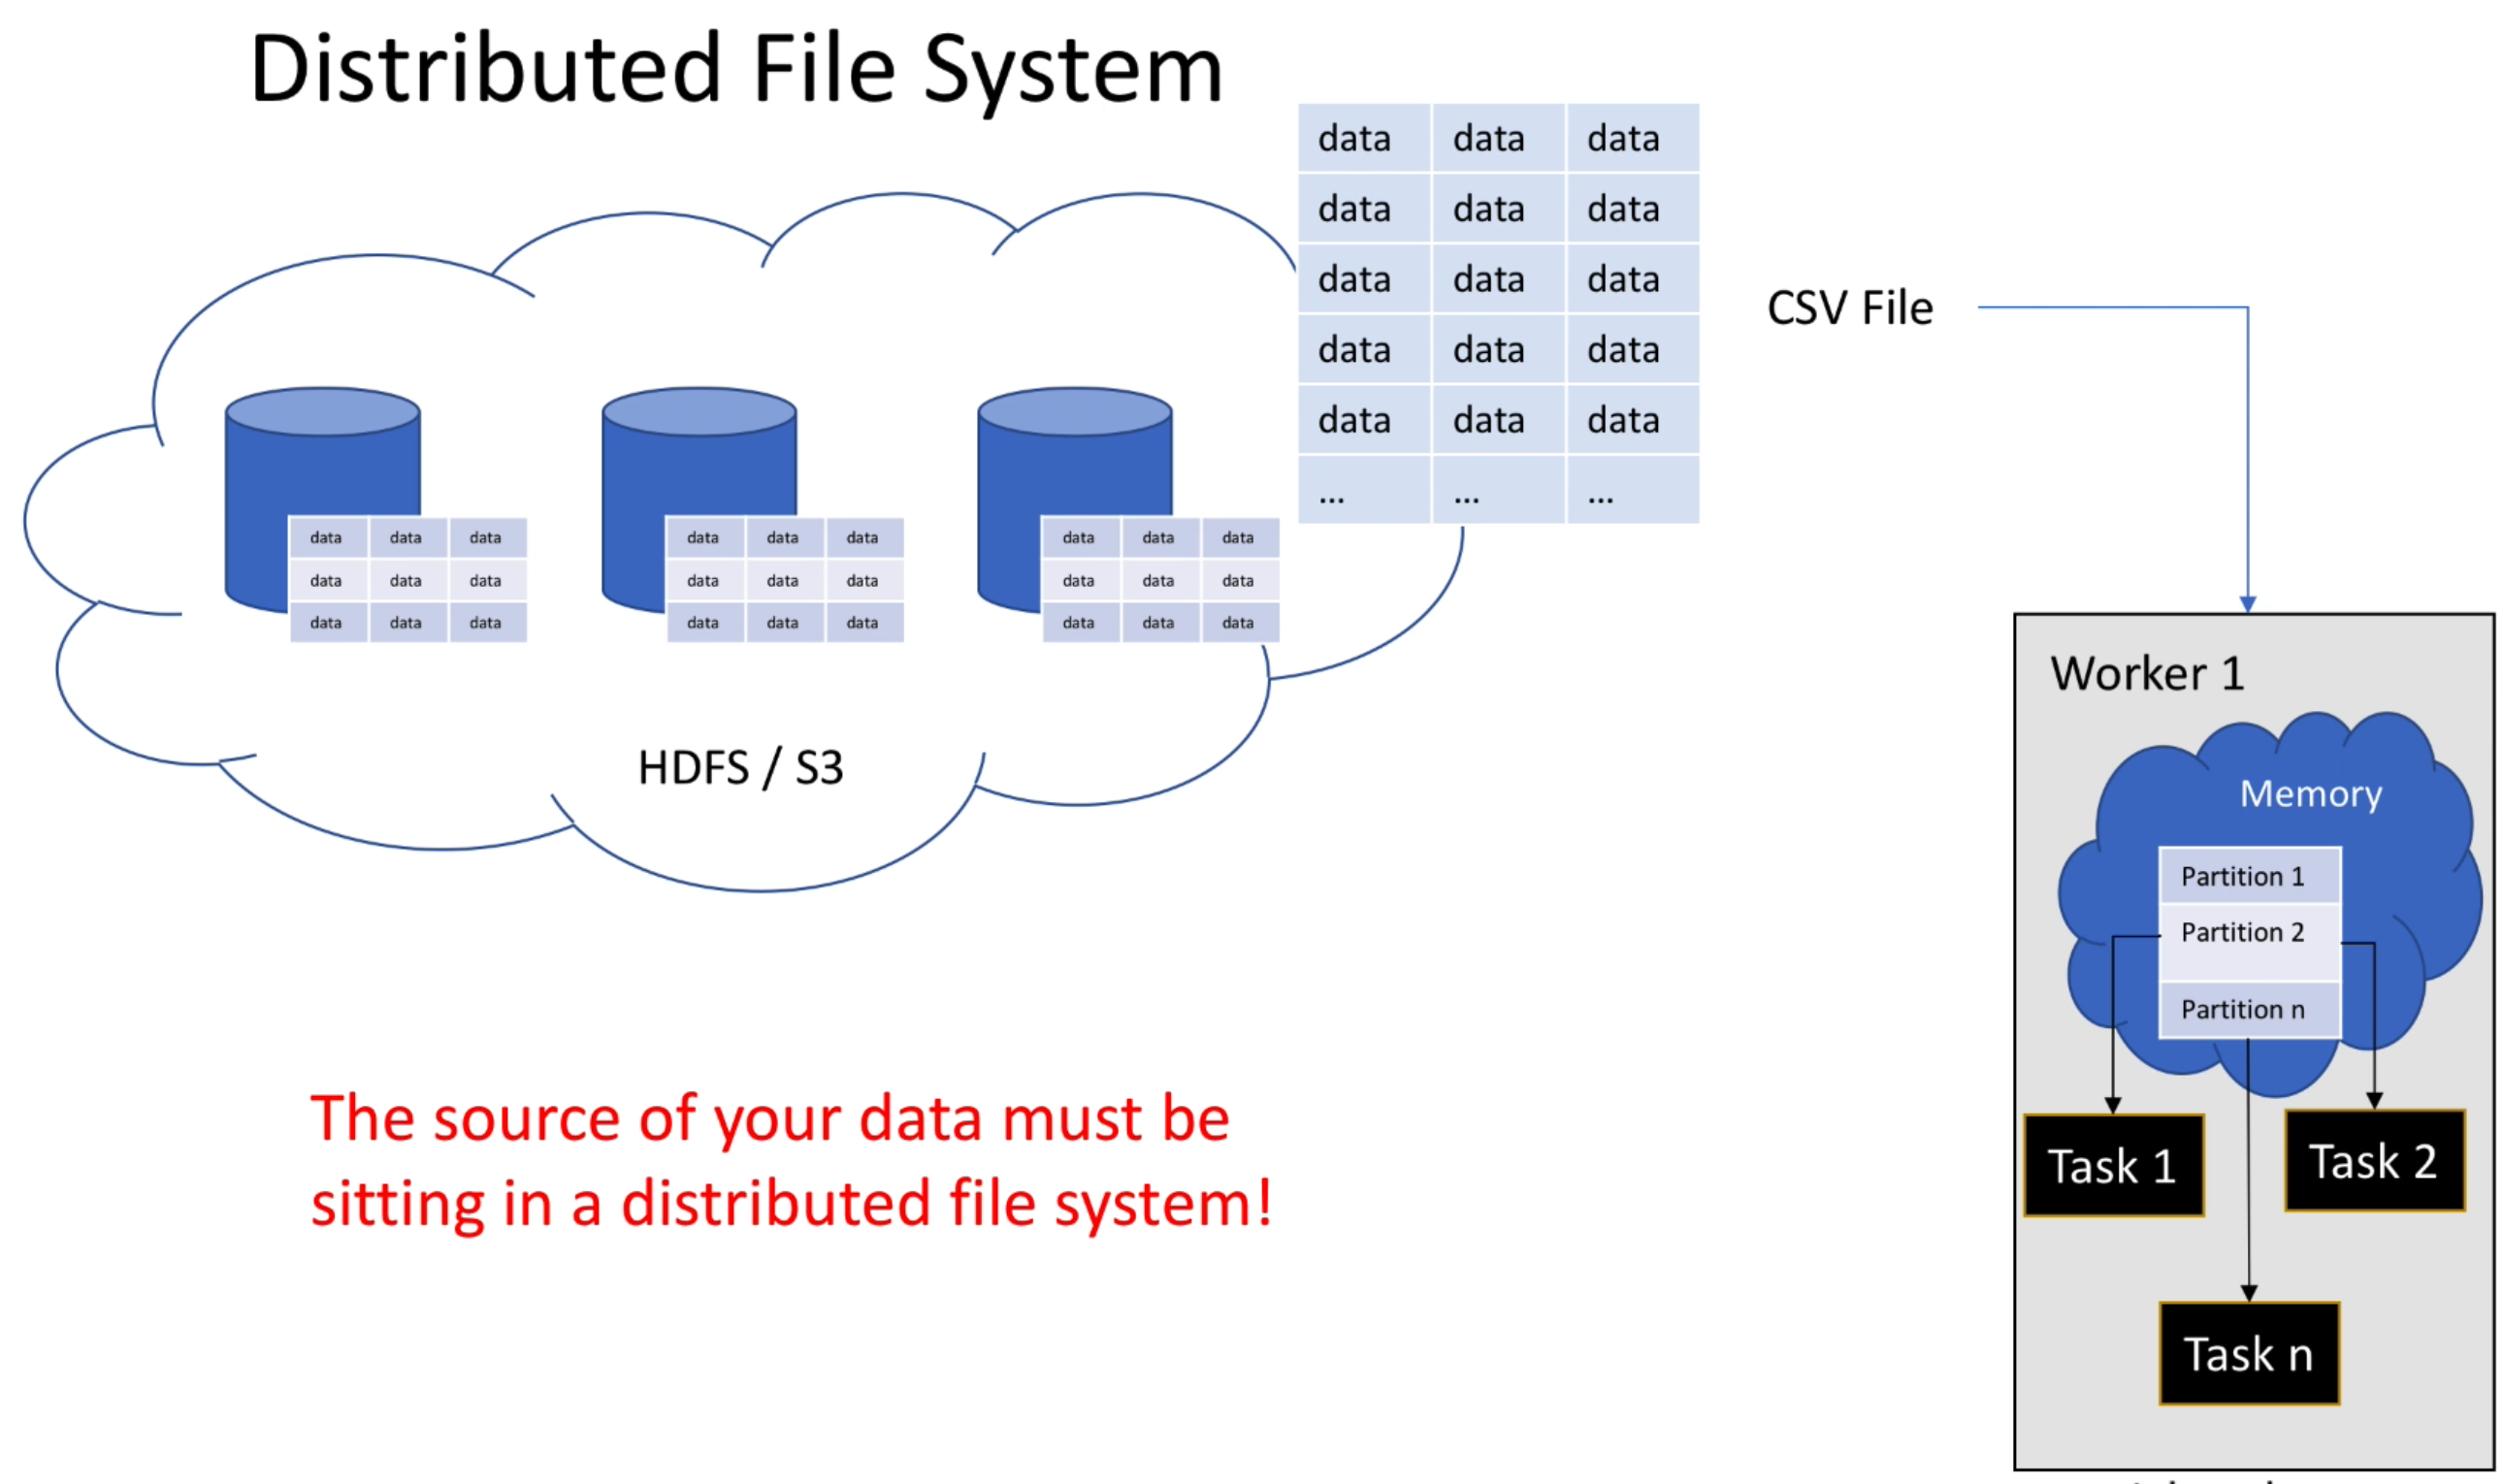 Distributed File System
data data data
data data data
data data data
data data data
data data data
... ... ...
CSV File
data data data
data data data
data data data
data data data
data data data
data data data
data data data
data data data
data data data
HDFS / S3
The source of your data must be
sitting in a distributed file system!
Worker 1
Memory
Partition 1
Partition 2
Partition n
Task 1
Task 2
Task n